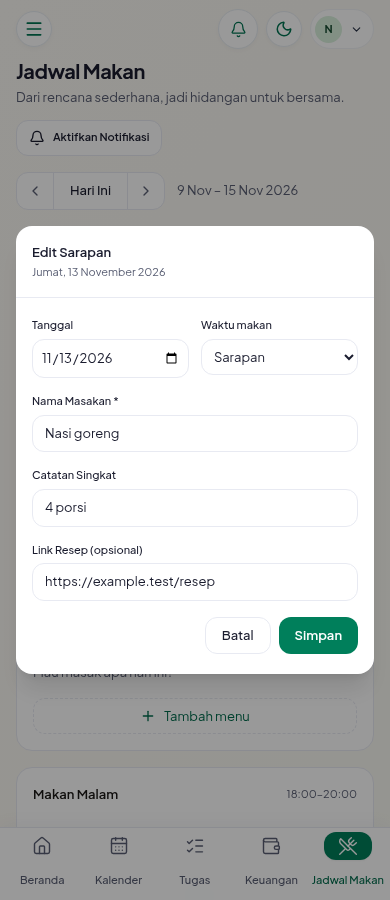 N
Jadwal Makan
Dari rencana sederhana, jadi hidangan untuk bersama.
Aktifkan Notifikasi
Hari Ini
9 Nov – 15 Nov 2026
Edit Sarapan
Jumat, 13 November 2026
Tanggal
Waktu makan
11/13/2026
Sarapan
Nama Masakan *
Nasi goreng
Catatan Singkat
4 porsi
Link Resep (opsional)
https://example.test/resep
Batal
Simpan
Tambah menu
Makan Malam
18:00–20:00
Beranda
Kalender
Tugas
Keuangan
Jadwal Makan